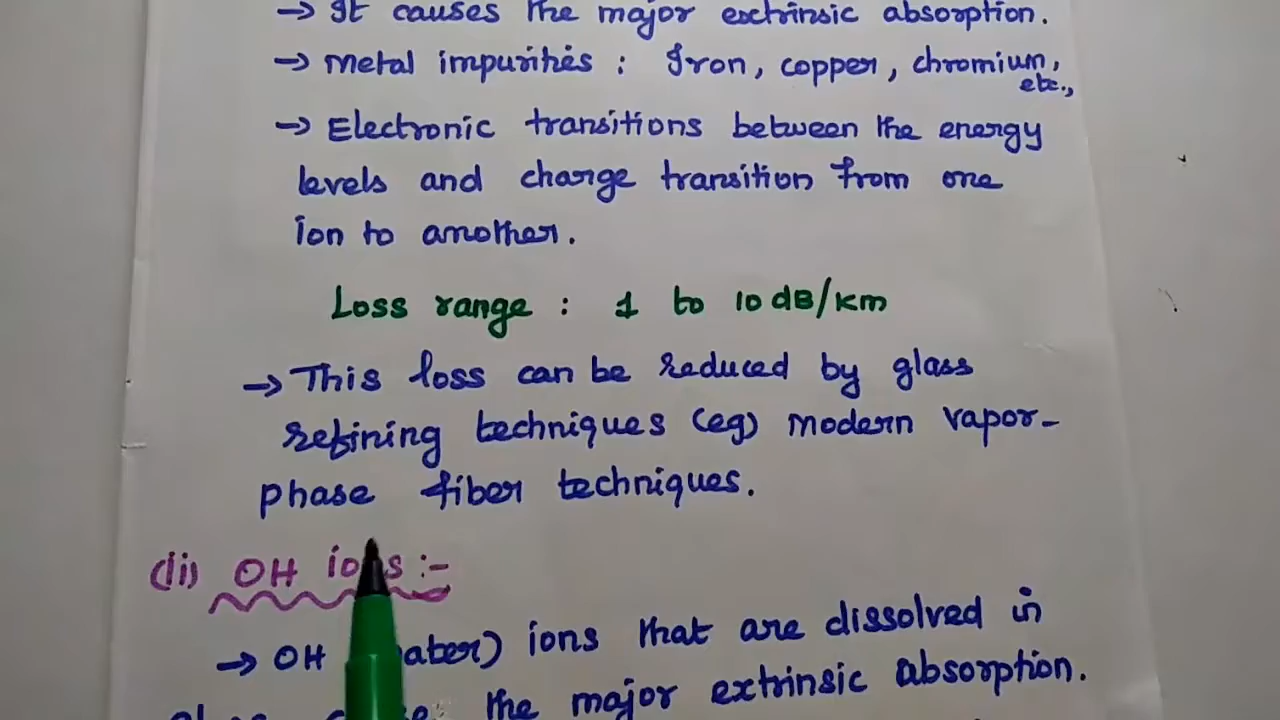 → It causes the major extrinsic absorption.
→ Metal impurities : Iron, copper, chromium,
etc.,
→ Electronic transitions between the energy
levels and charge transition from one
ion to another.
Loss range : 1 to 10 dB/km
→ This loss can be reduced by glass
refining techniques (eg) modern vapor-
phase fiber techniques.
(ii) OH ions :-
→ OH ions that are dissolved in
the major extrinsic absorption.